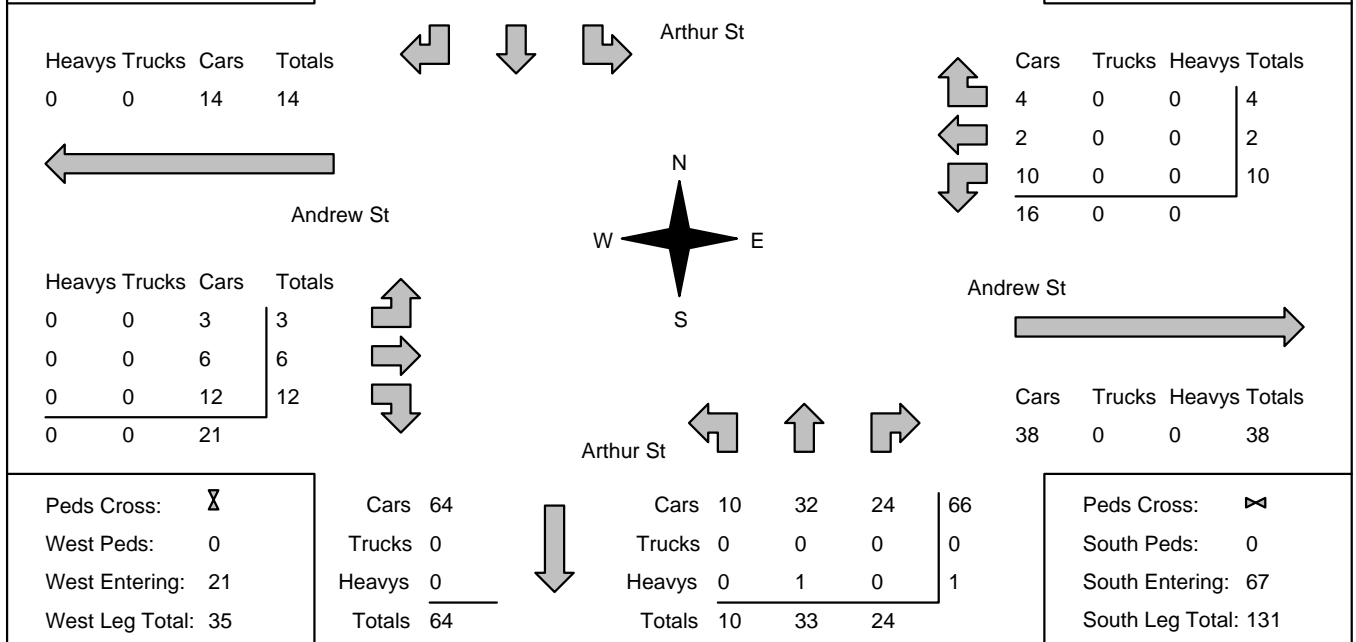 Arthur St
Heavys Trucks Cars Totals
0 0 14 14
Cars Trucks Heavys Totals
4 0 0 4
2 0 0 2
10 0 0 10
16 0 0
Andrew St
N
W E
S
Heavys Trucks Cars Totals
0 0 3 3
0 0 6 6
0 0 12 12
0 0 21
Andrew St
Cars Trucks Heavys Totals
38 0 0 38
Arthur St
Peds Cross:
West Peds: 0
West Entering: 21
West Leg Total: 35
Cars 64
Trucks 0
Heavys 0
Totals 64
Cars 10 32 24 66
Trucks 0 0 0 0
Heavys 0 1 0 1
Totals 10 33 24
Peds Cross:
South Peds: 0
South Entering: 67
South Leg Total: 131